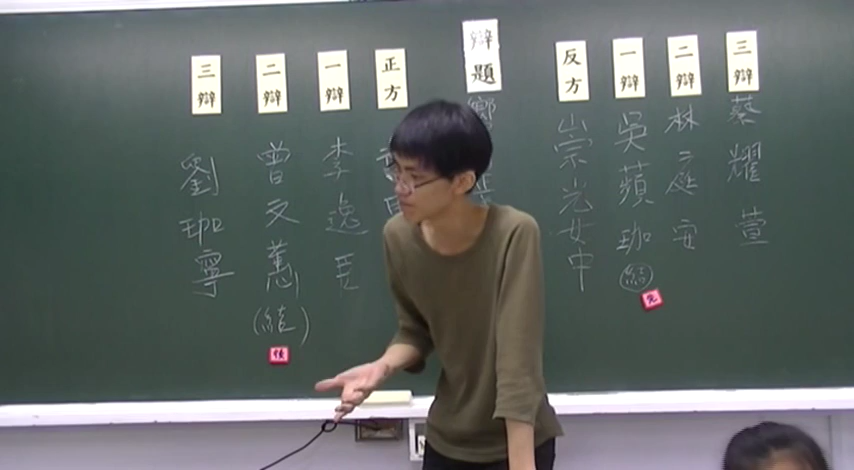 三辯
蔡耀萱
二辯
林庭安
一辯
吳蘋珈
結
先
反方
崇光女中
辯題
正方
一辯
李逸
二辯
曾文蕙
(結)
後
三辯
劉珈寧